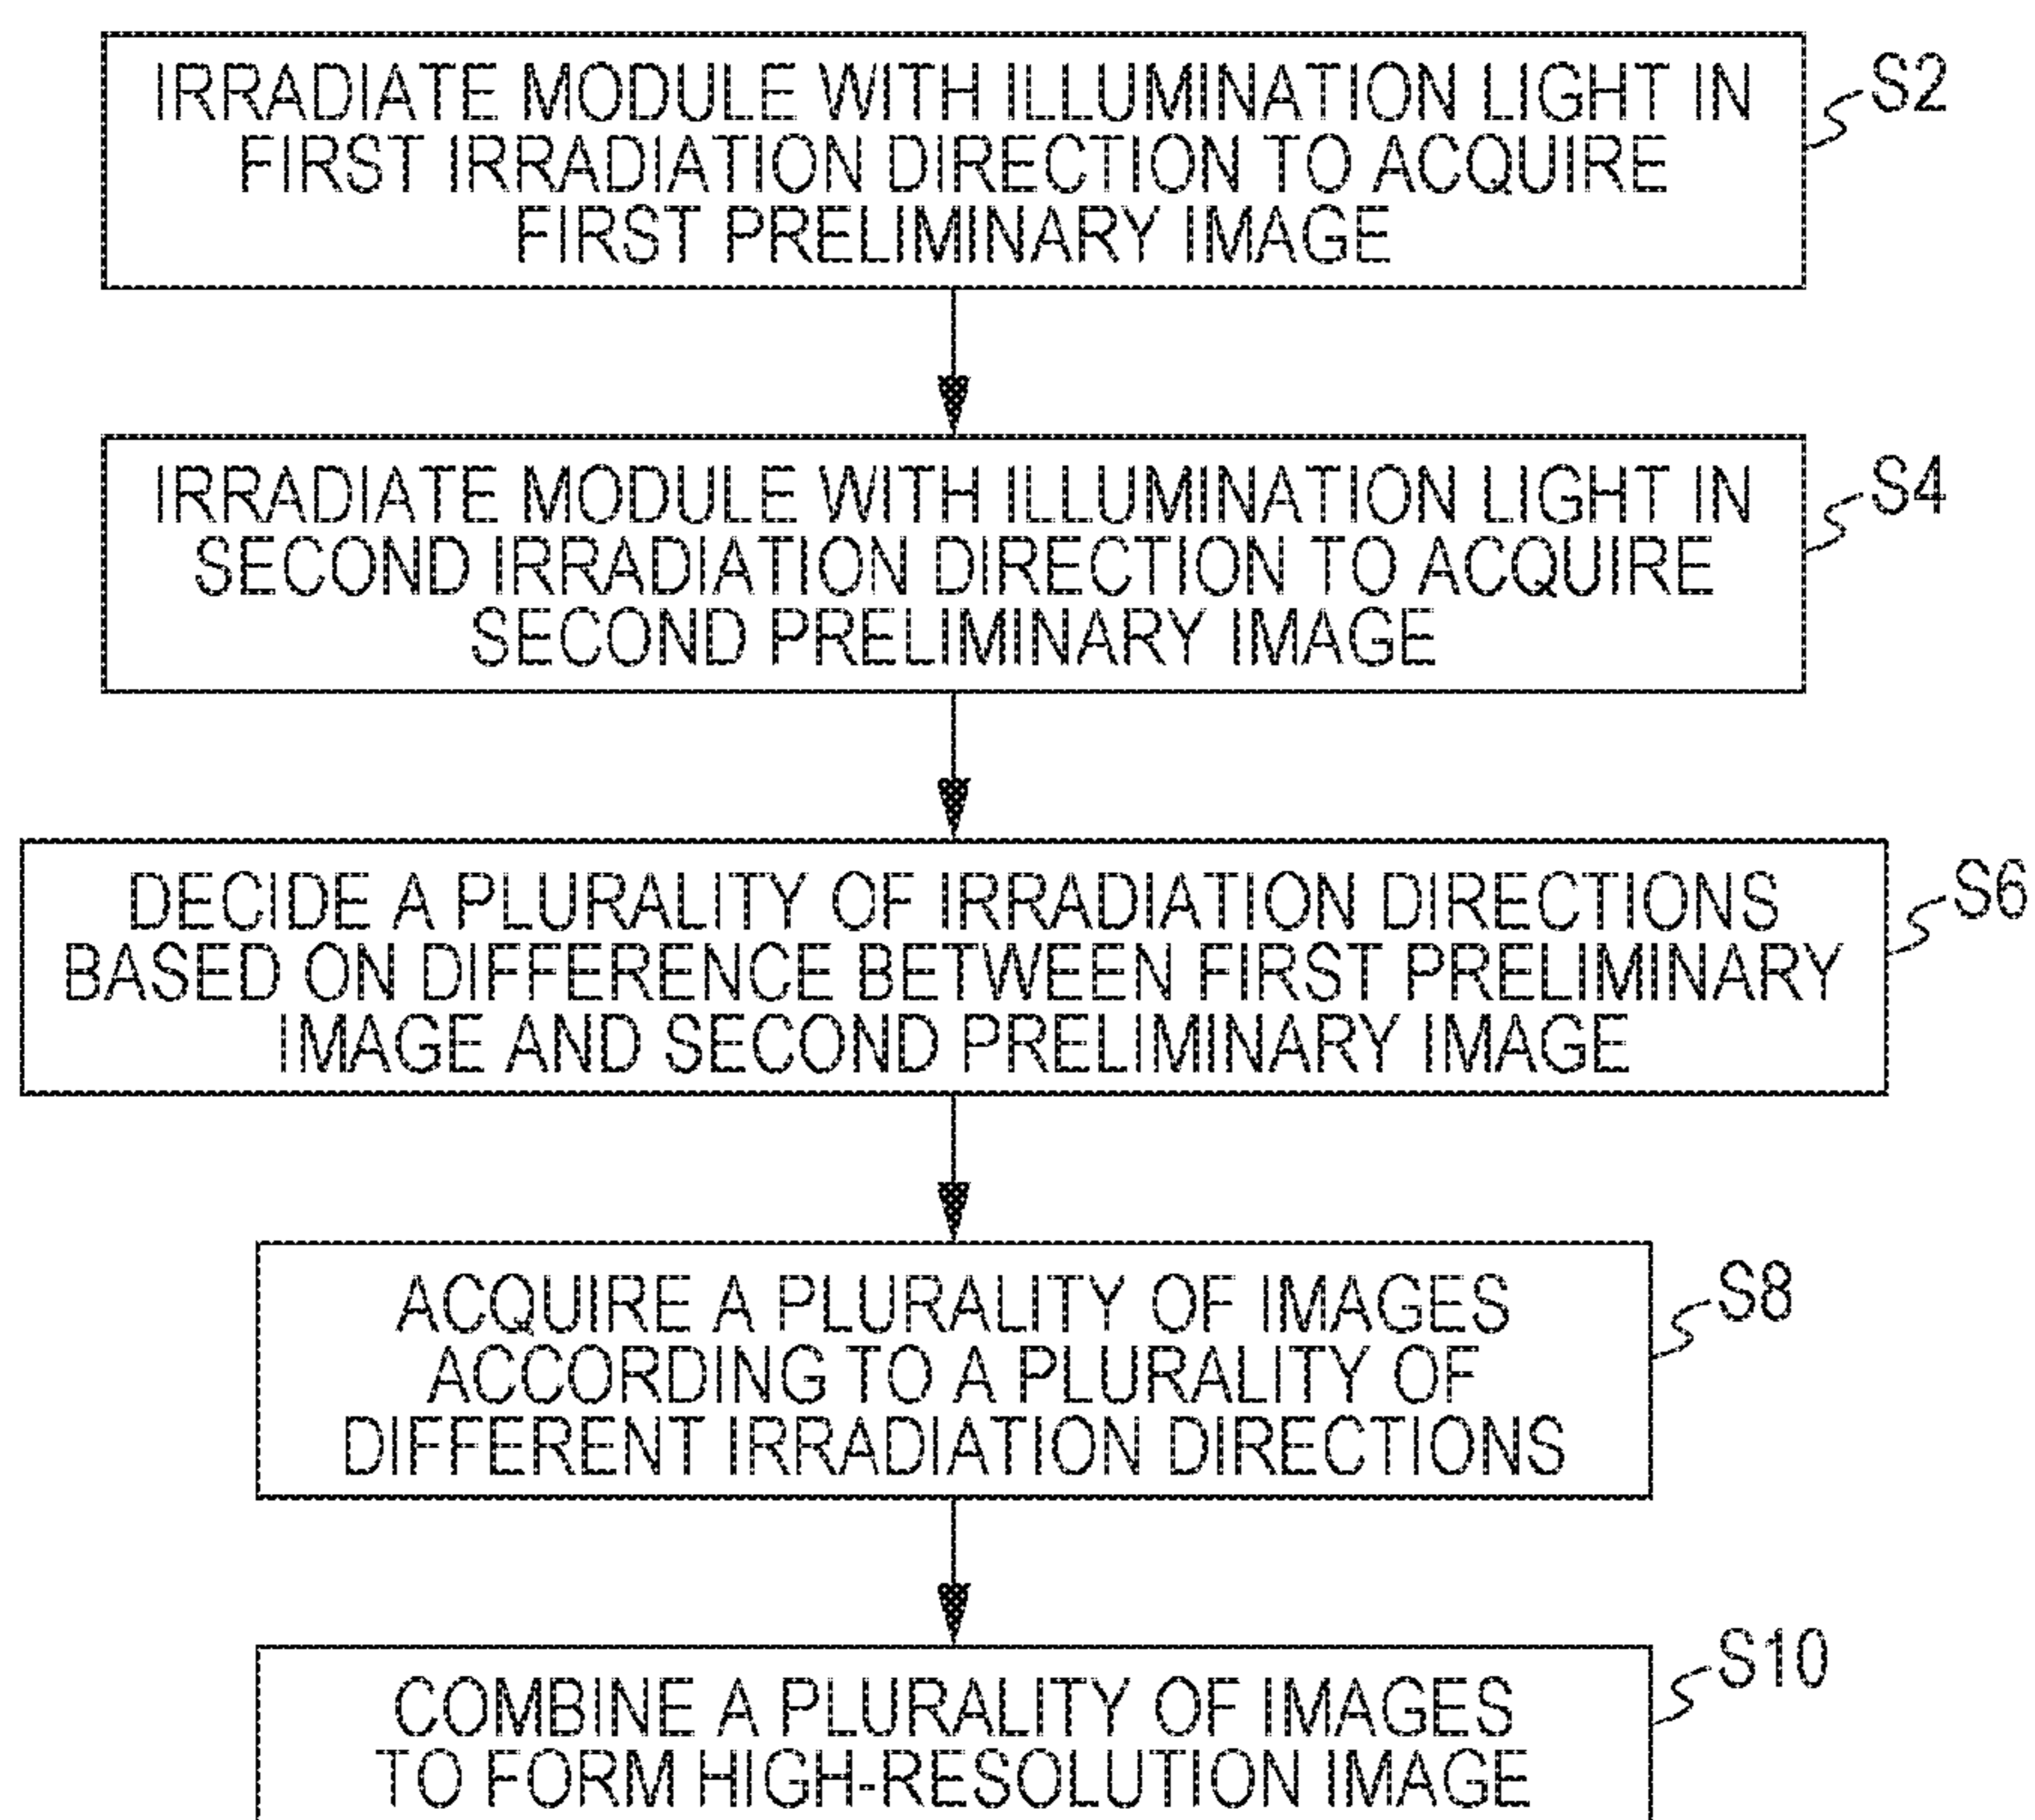 IRRADIATE MODULE WITH ILLUMINATION LIGHT IN
FIRST IRRADIATION DIRECTION TO ACQUIRE
FIRST PRELIMINARY IMAGE
S2
IRRADIATE MODULE WITH ILLUMINATION LIGHT IN
SECOND IRRADIATION DIRECTION TO ACQUIRE
SECOND PRELIMINARY IMAGE
S4
DECIDE A PLURALITY OF IRRADIATION DIRECTIONS
BASED ON DIFFERENCE BETWEEN FIRST PRELIMINARY
IMAGE AND SECOND PRELIMINARY IMAGE
S6
ACQUIRE A PLURALITY OF IMAGES
ACCORDING TO A PLURALITY OF
DIFFERENT IRRADIATION DIRECTIONS
S8
COMBINE A PLURALITY OF IMAGES
TO FORM HIGH-RESOLUTION IMAGE
S10